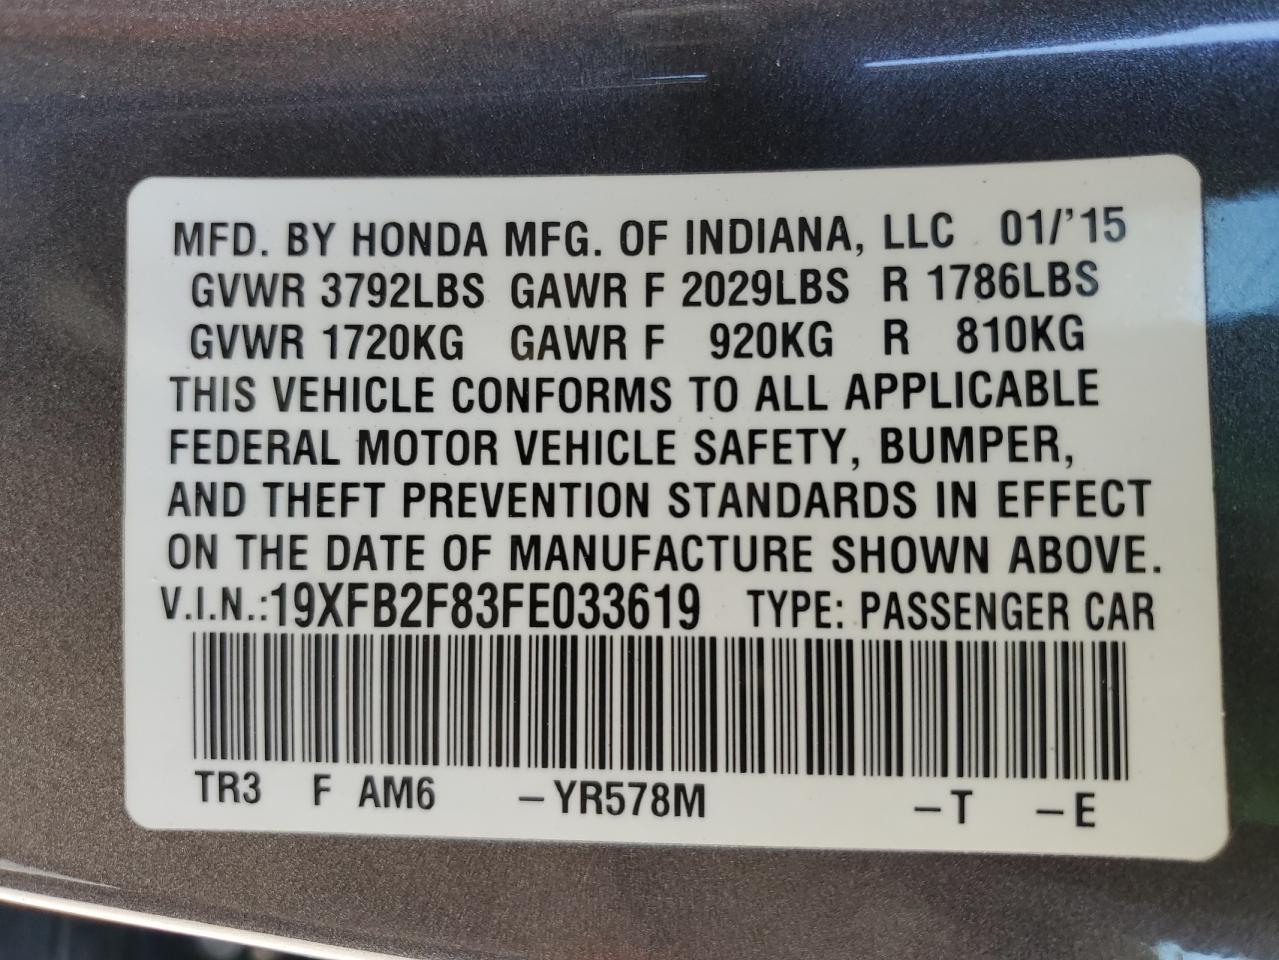 MFD. BY HONDA MFG. OF INDIANA, LLC 01/'15
GVWR 3792LBS GAWR F 2029LBS R 1786LBS
GVWR 1720KG GAWR F 920KG R 810KG
THIS VEHICLE CONFORMS TO ALL APPLICABLE
FEDERAL MOTOR VEHICLE SAFETY, BUMPER,
AND THEFT PREVENTION STANDARDS IN EFFECT
ON THE DATE OF MANUFACTURE SHOWN ABOVE.
V.I.N.:19XFB2F83FE033619 TYPE: PASSENGER CAR
TR3 F AM6 –YR578M –T –E